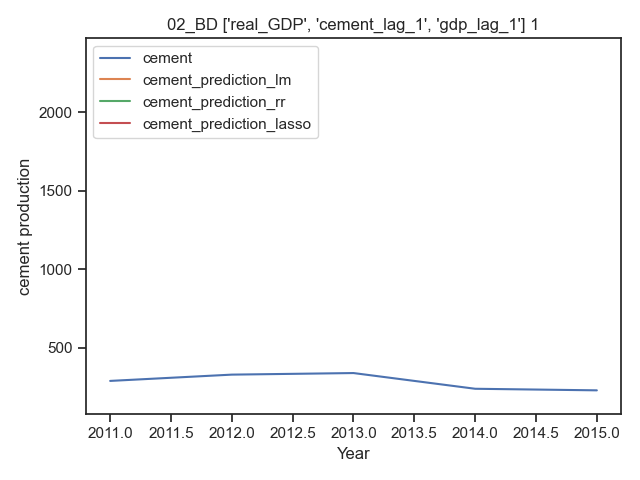 02_BD ['real_GDP', 'cement_lag_1', 'gdp_lag_1'] 1
cement
cement_prediction_lm
cement_prediction_rr
cement_prediction_lasso
cement production
2000
1500
1000
500
2011.0 2011.5 2012.0 2012.5 2013.0 2013.5 2014.0 2014.5 2015.0
Year